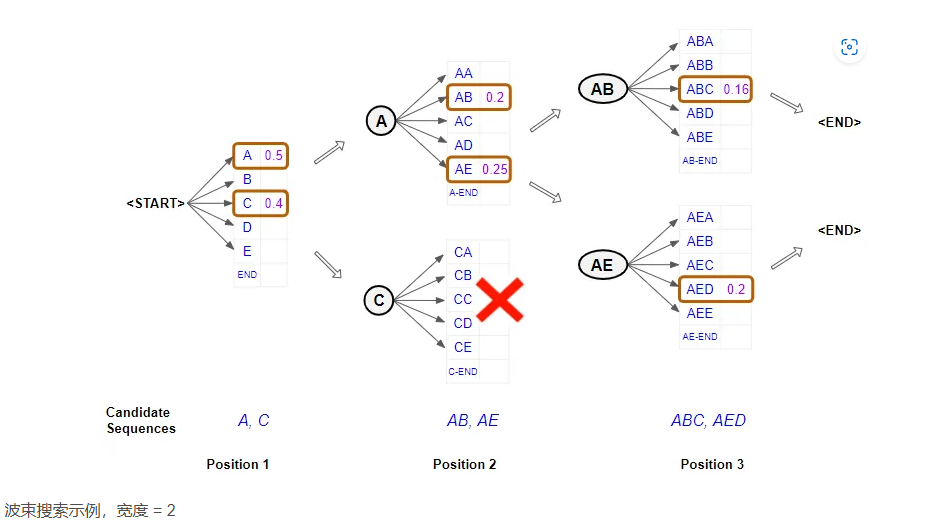 <START>
A 0.5
B
C 0.4
D
E
END
A
AA
AB 0.2
AC
AD
AE 0.25
A-END
C
CA
CB
CC
CD
CE
C-END
AB
ABA
ABB
ABC 0.16
ABD
ABE
AB-END
<END>
AE
AEA
AEB
AEC
AED 0.2
AEE
AE-END
<END>
Candidate
Sequences
A, C
AB, AE
ABC, AED
Position 1
Position 2
Position 3
波束搜索示例，宽度 = 2